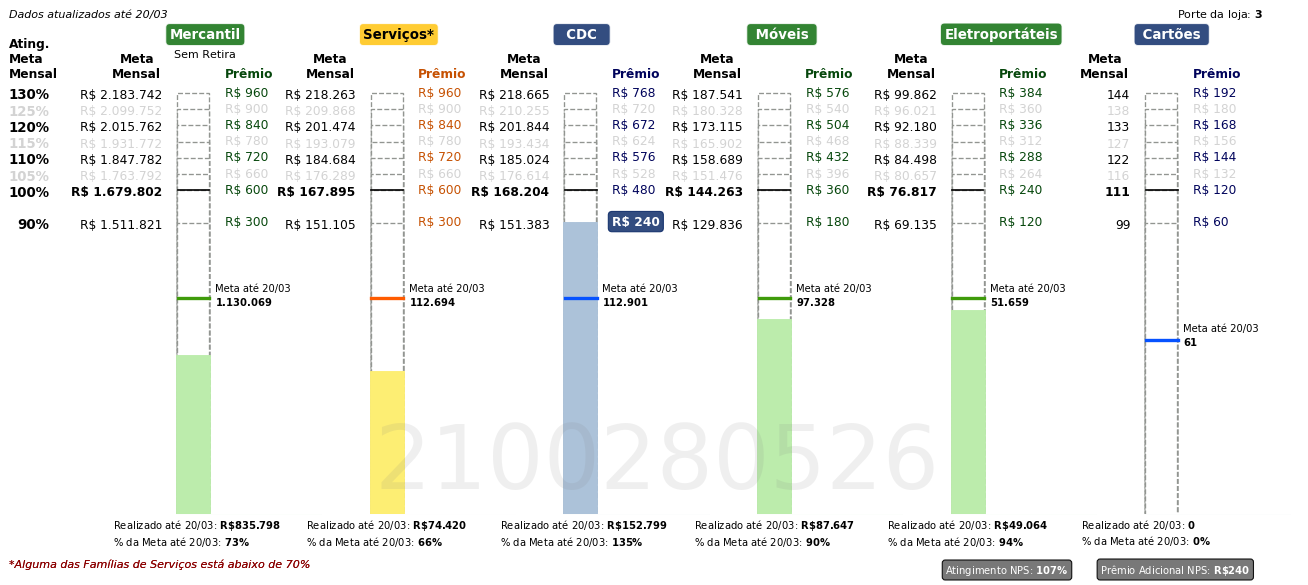 Dados atualizados até 20/03 Porte da loja: 3
Mercantil Serviços* CDC Móveis Eletroportáteis Cartões
Sem Retira
Ating. Meta Mensal Meta Mensal Prêmio Meta Mensal Prêmio Meta Mensal Prêmio Meta Mensal Prêmio Meta Mensal Prêmio Meta Mensal Prêmio
130% R$ 2.183.742 R$ 960 R$ 218.263 R$ 960 R$ 218.665 R$ 768 R$ 187.541 R$ 576 R$ 99.862 R$ 384 144 R$ 192
125% R$ 2.099.752 R$ 900 R$ 209.868 R$ 900 R$ 210.255 R$ 720 R$ 180.328 R$ 540 R$ 96.021 R$ 360 138 R$ 180
120% R$ 2.015.762 R$ 840 R$ 201.474 R$ 840 R$ 201.844 R$ 672 R$ 173.115 R$ 504 R$ 92.180 R$ 336 133 R$ 168
115% R$ 1.931.772 R$ 780 R$ 193.079 R$ 780 R$ 193.434 R$ 624 R$ 165.902 R$ 468 R$ 88.339 R$ 312 127 R$ 156
110% R$ 1.847.782 R$ 720 R$ 184.684 R$ 720 R$ 185.024 R$ 576 R$ 158.689 R$ 432 R$ 84.498 R$ 288 122 R$ 144
105% R$ 1.763.792 R$ 660 R$ 176.289 R$ 660 R$ 176.614 R$ 528 R$ 151.476 R$ 396 R$ 80.657 R$ 264 116 R$ 132
100% R$ 1.679.802 R$ 600 R$ 167.895 R$ 600 R$ 168.204 R$ 480 R$ 144.263 R$ 360 R$ 76.817 R$ 240 111 R$ 120
90% R$ 1.511.821 R$ 300 R$ 151.105 R$ 300 R$ 151.383 R$ 240 R$ 129.836 R$ 180 R$ 69.135 R$ 120 99 R$ 60
Meta até 20/03 Meta até 20/03 Meta até 20/03 Meta até 20/03 Meta até 20/03
1.130.069 112.694 112.901 97.328 51.659
Meta até 20/03
61
2100280526
Realizado até 20/03: R$835.798 Realizado até 20/03: R$74.420 Realizado até 20/03: R$152.799 Realizado até 20/03: R$87.647 Realizado até 20/03: R$49.064 Realizado até 20/03: 0
% da Meta até 20/03: 73% % da Meta até 20/03: 66% % da Meta até 20/03: 135% % da Meta até 20/03: 90% % da Meta até 20/03: 94% % da Meta até 20/03: 0%
*Alguma das Famílias de Serviços está abaixo de 70% Atingimento NPS: 107% Prêmio Adicional NPS: R$240